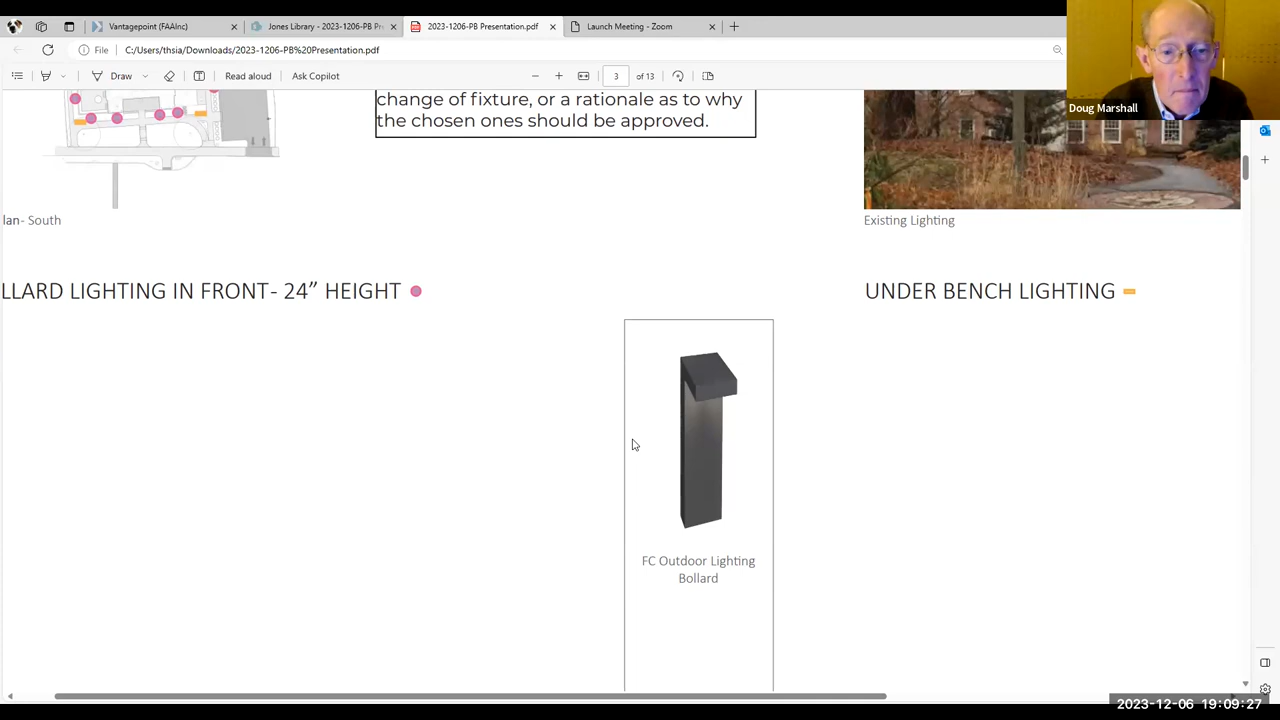 Vantagepoint (FAAInc)
Jones Library - 2023-1206-PB Pr
2023-1206-PB Presentation.pdf
Launch Meeting - Zoom
File
C:/Users/thsia/Downloads/2023-1206-PB%20Presentation.pdf
Draw
Read aloud
Ask Copilot
3
of 13
Doug Marshall
change of fixture, or a rationale as to why
the chosen ones should be approved.
lan- South
Existing Lighting
LLARD LIGHTING IN FRONT- 24” HEIGHT
UNDER BENCH LIGHTING
FC Outdoor Lighting
Bollard
2023-12-06 19:09:27